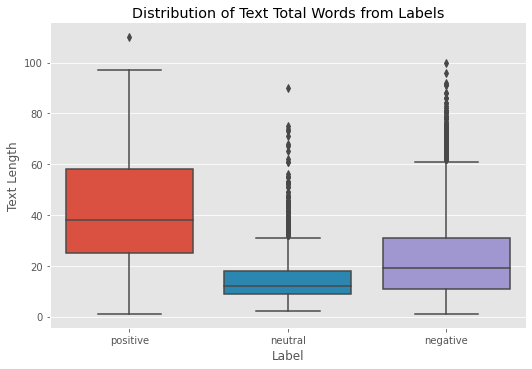 Distribution of Text Total Words from Labels
Text Length
100
80
60
40
20
0
positive neutral negative
Label